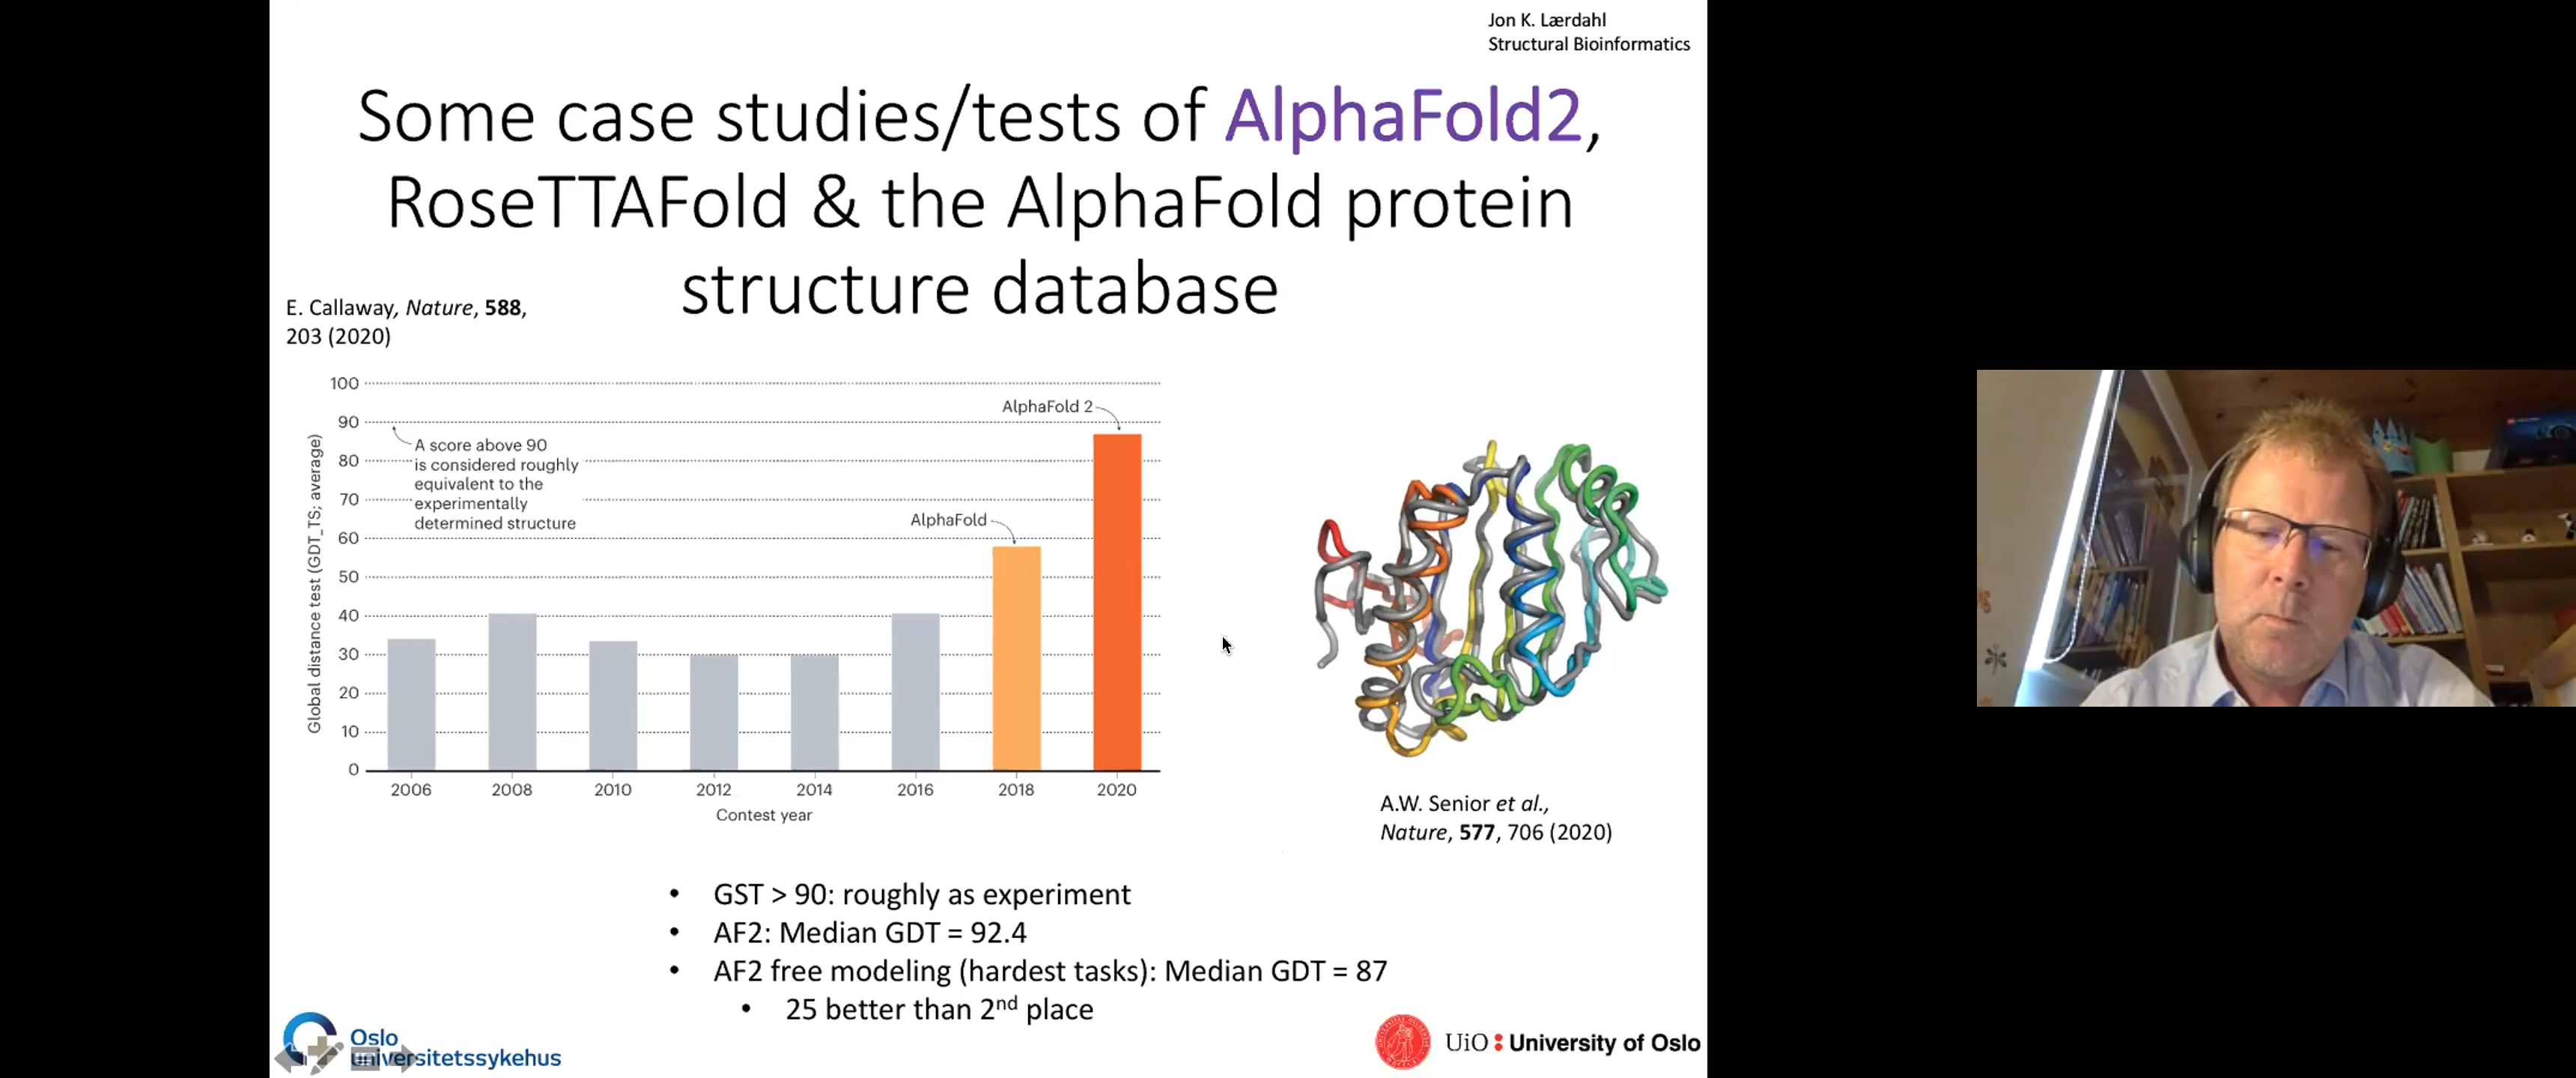 Jon K. Lærdahl
Structural Bioinformatics
Some case studies/tests of AlphaFold2,
RoseTTAFold & the AlphaFold protein
structure database
E. Callaway, Nature, 588,
203 (2020)
100
90
80
70
60
50
40
30
20
10
0
Global distance test (GDT_TS; average)
A score above 90
is considered roughly
equivalent to the
experimentally
determined structure
AlphaFold 2
AlphaFold
2006 2008 2010 2012 2014 2016 2018 2020
Contest year
A.W. Senior et al.,
Nature, 577, 706 (2020)
• GST > 90: roughly as experiment
• AF2: Median GDT = 92.4
• AF2 free modeling (hardest tasks): Median GDT = 87
• 25 better than 2nd place
Oslo
universitetssykehus
UiO : University of Oslo